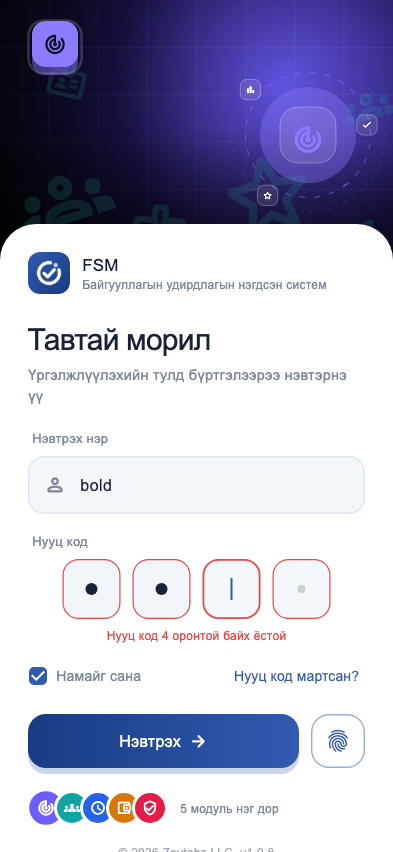 FSM
Байгууллагын удирдлагын нэгдсэн систем
Тавтай морил
Үргэлжлүүлэхийн тулд бүртгэлээрээ нэвтэрнэ
үү
Нэвтрэх нэр
bold
Нууц код
Нууц код 4 оронтой байх ёстой
Намайг сана
Нууц код мартсан?
Нэвтрэх
5 модуль нэг дор